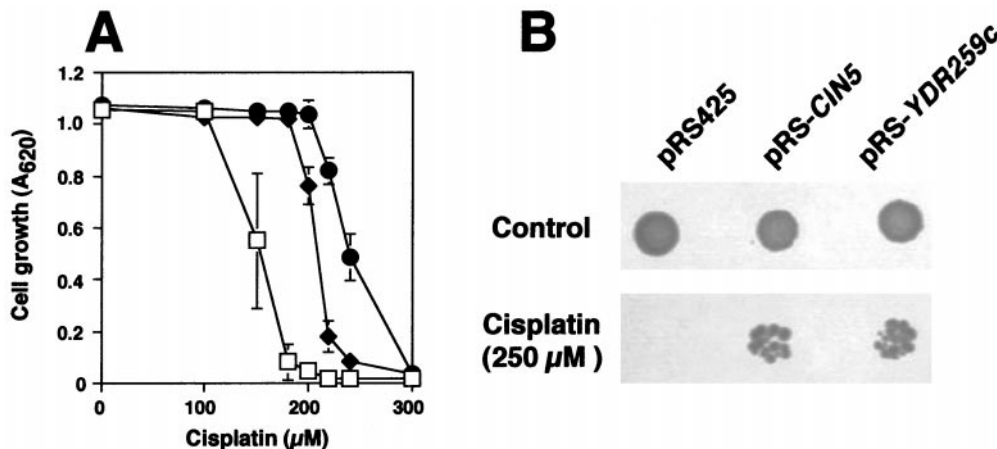 A
1.2
1.0
0.8
0.6
0.4
0.2
0
0
100
200
300
Cell growth (A620)
Cisplatin (µM)
B
pRS425
pRS-CIN5
pRS-YDR259c
Control
Cisplatin
(250 µM )